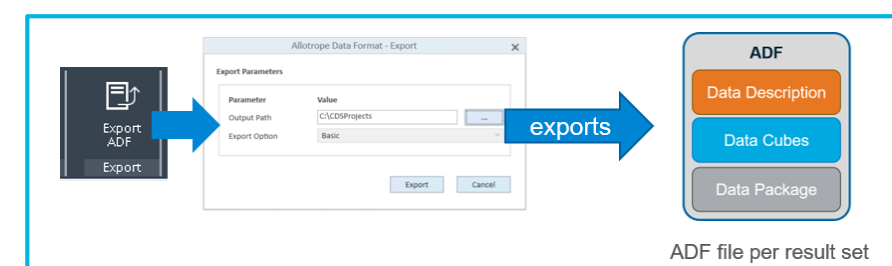 Export
ADF
Export
Allotrope Data Format - Export
Export Parameters
Parameter Value
Output Path C:\CDSProjects ...
Export Option Basic
Export Cancel
exports
ADF
Data Description
Data Cubes
Data Package
ADF file per result set